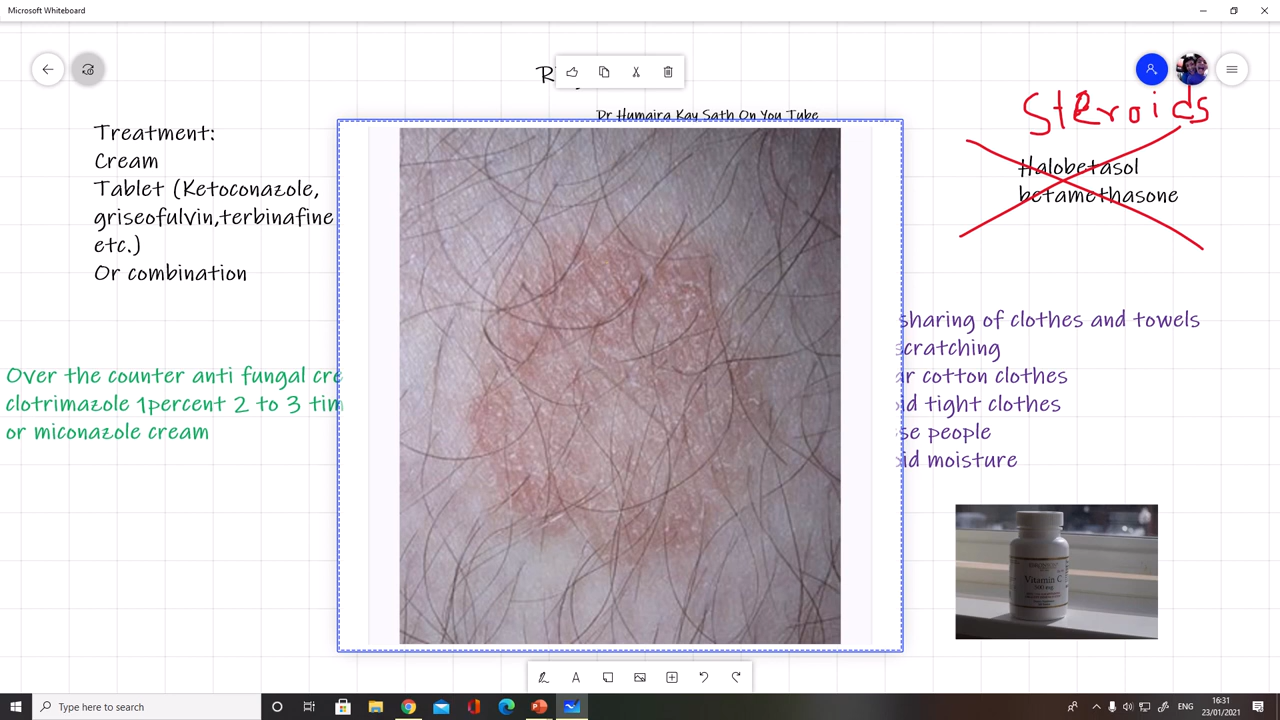 Microsoft Whiteboard
Dr Humaira Kay Sath On You Tube
Treatment:
Cream
Tablet (Ketoconazole,
griseofulvin,terbinafine
etc.)
Or combination
Over the counter anti fungal cre
clotrimazole 1percent 2 to 3 tim
or miconazole cream
Steroids
Halobetasol
betamethasone
sharing of clothes and towels
scratching
ar cotton clothes
id tight clothes
se people
id moisture
Vitamin C
Type here to search
ENG
16:31
23/01/2021